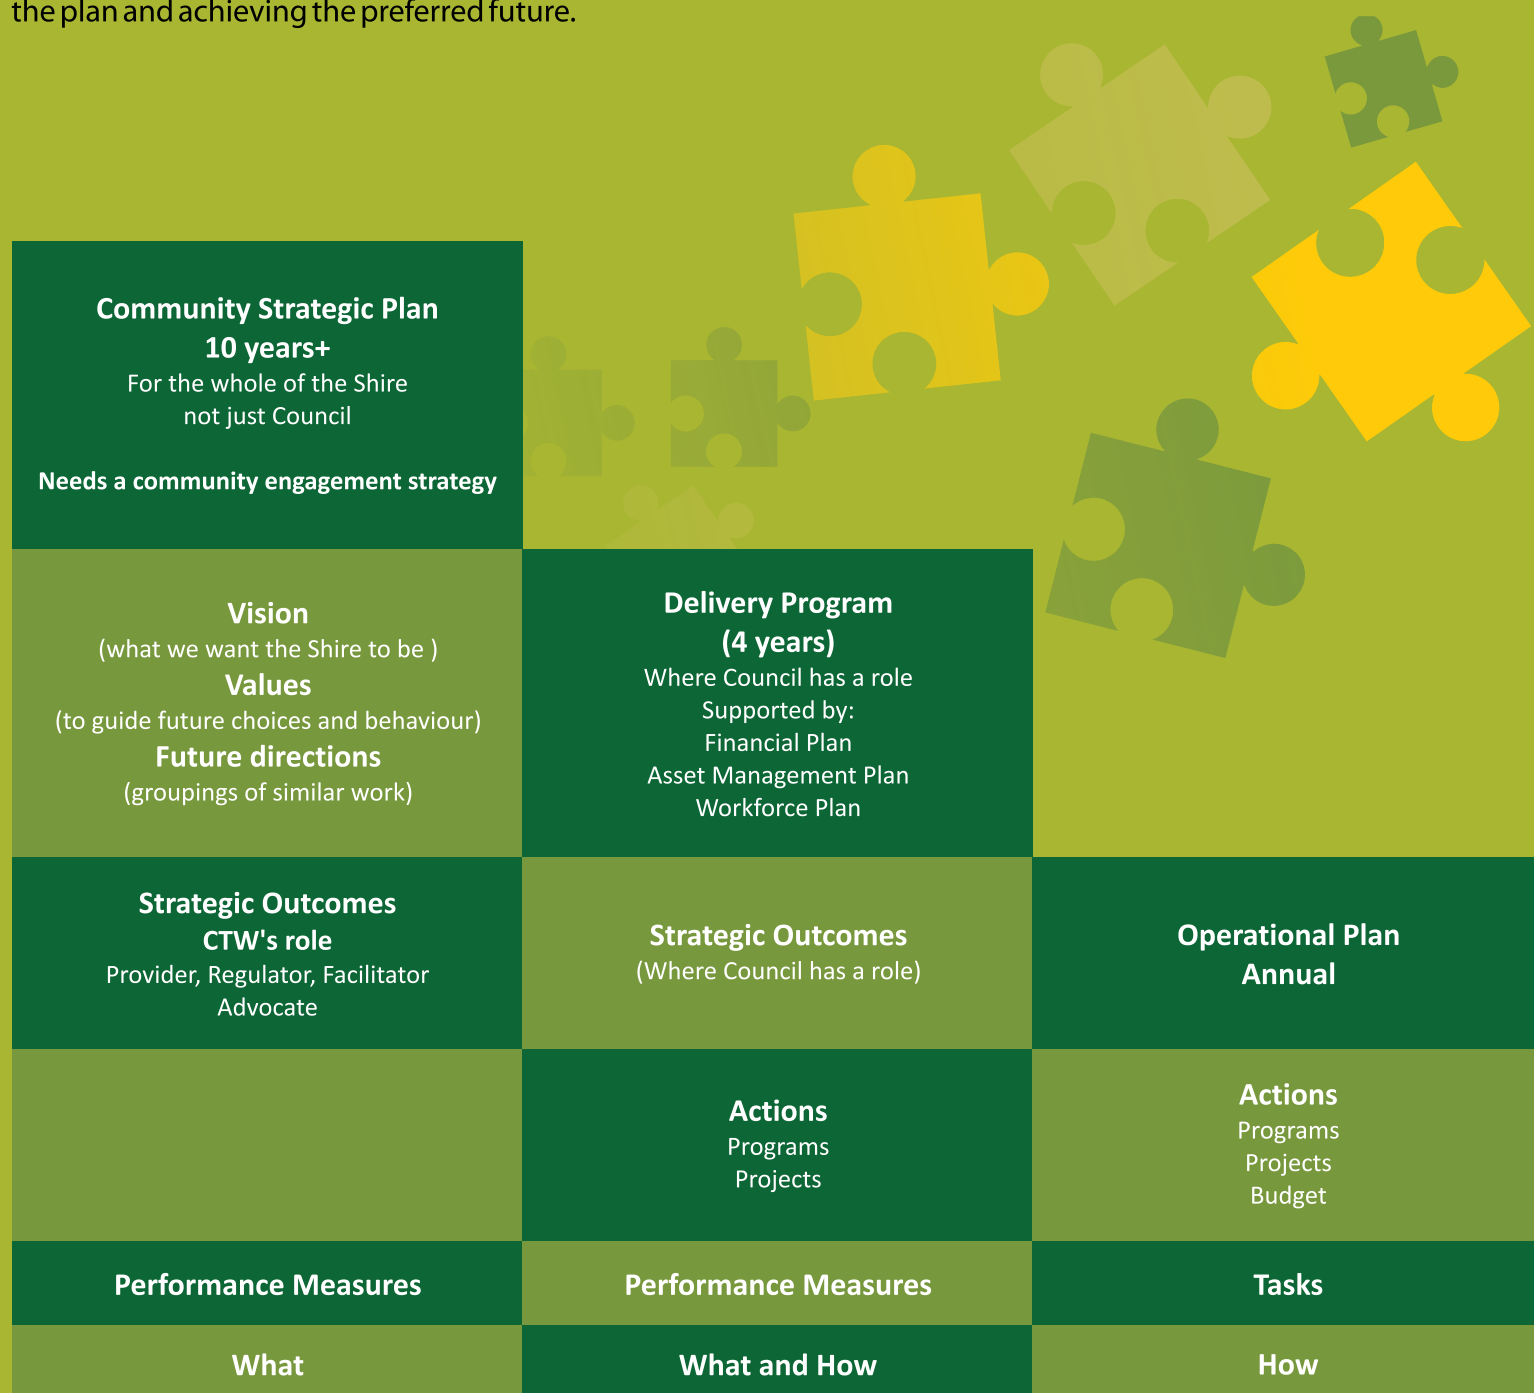 the plan and achieving the preferred future.
Community Strategic Plan
10 years+
For the whole of the Shire
not just Council
Needs a community engagement strategy
Vision
(what we want the Shire to be )
Values
(to guide future choices and behaviour)
Future directions
(groupings of similar work)
Delivery Program
(4 years)
Where Council has a role
Supported by:
Financial Plan
Asset Management Plan
Workforce Plan
Strategic Outcomes
CTW's role
Provider, Regulator, Facilitator
Advocate
Strategic Outcomes
(Where Council has a role)
Operational Plan
Annual
Actions
Programs
Projects
Actions
Programs
Projects
Budget
Performance Measures
Performance Measures
Tasks
What
What and How
How